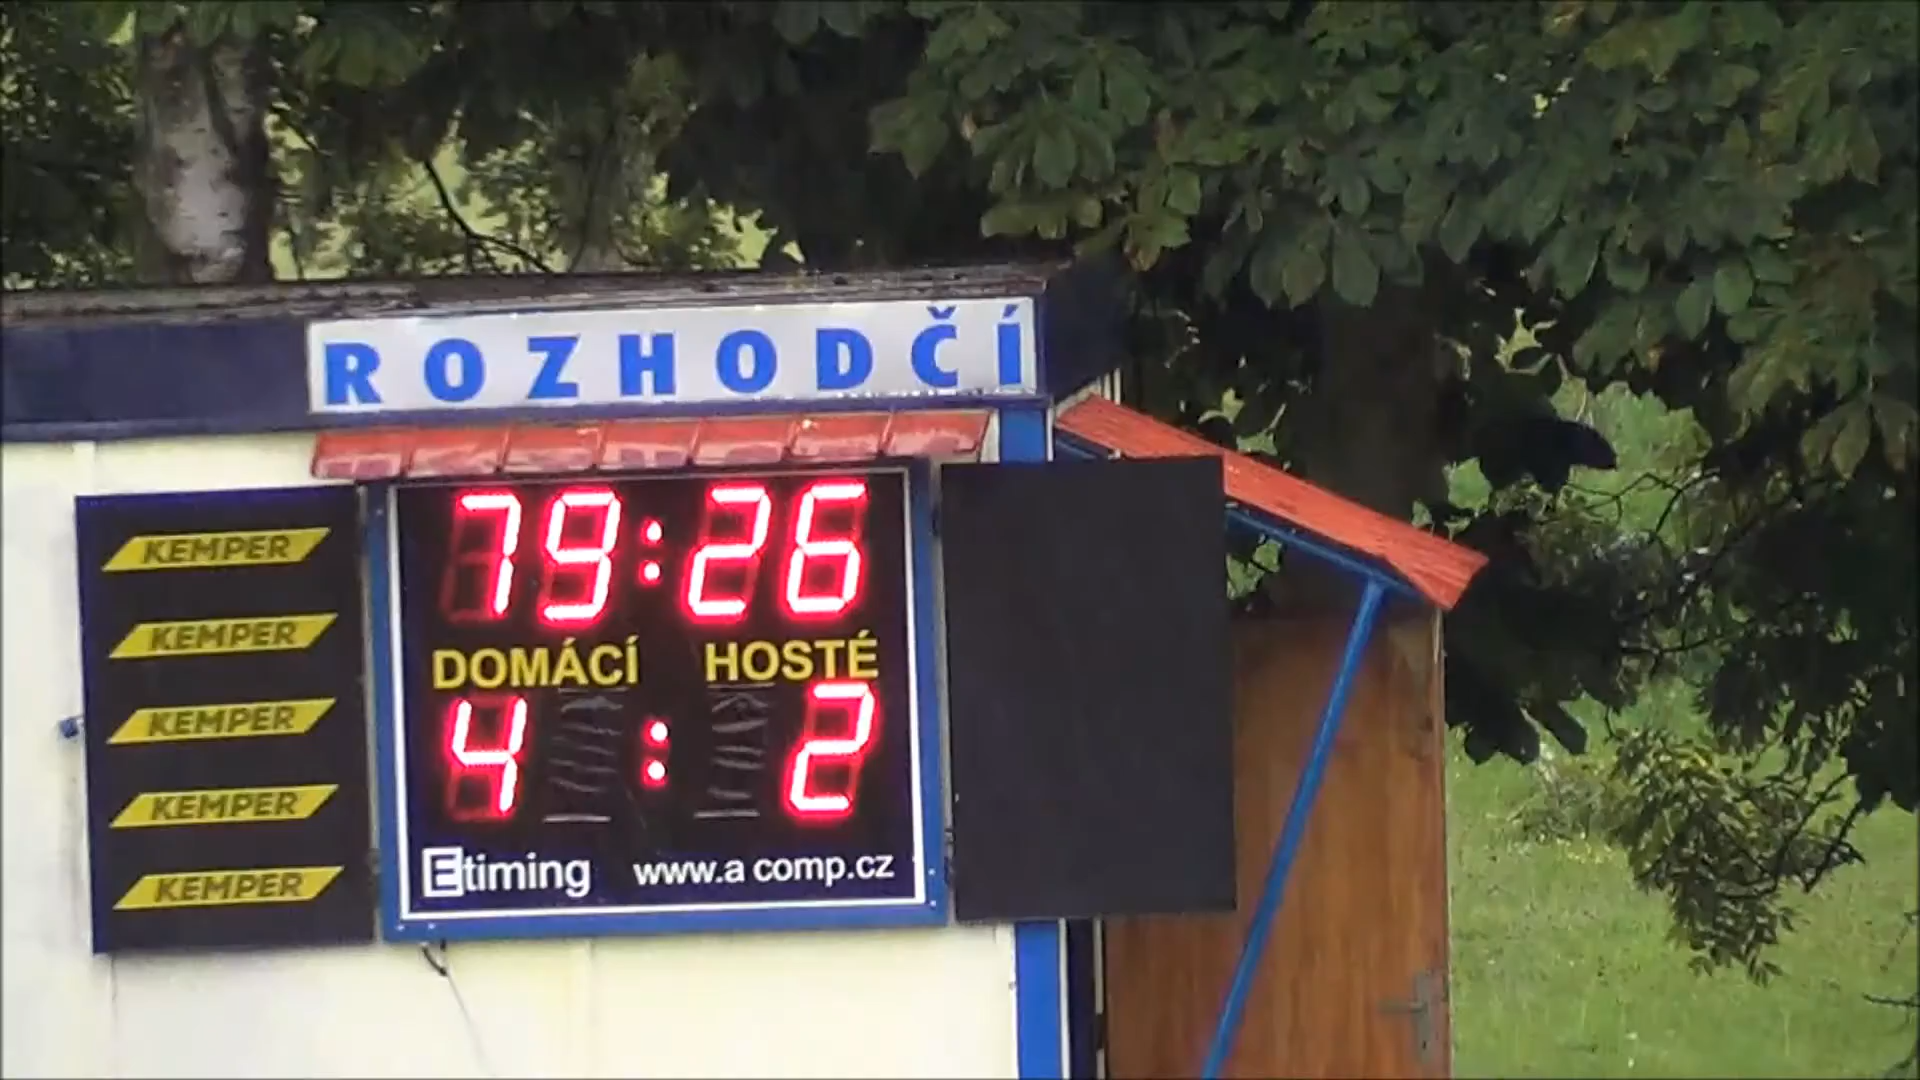 ROZHODČÍ
KEMPER
KEMPER
KEMPER
KEMPER
KEMPER
79:26
DOMÁCÍ HOSTÉ
4 : 2
Etiming www.a comp.cz